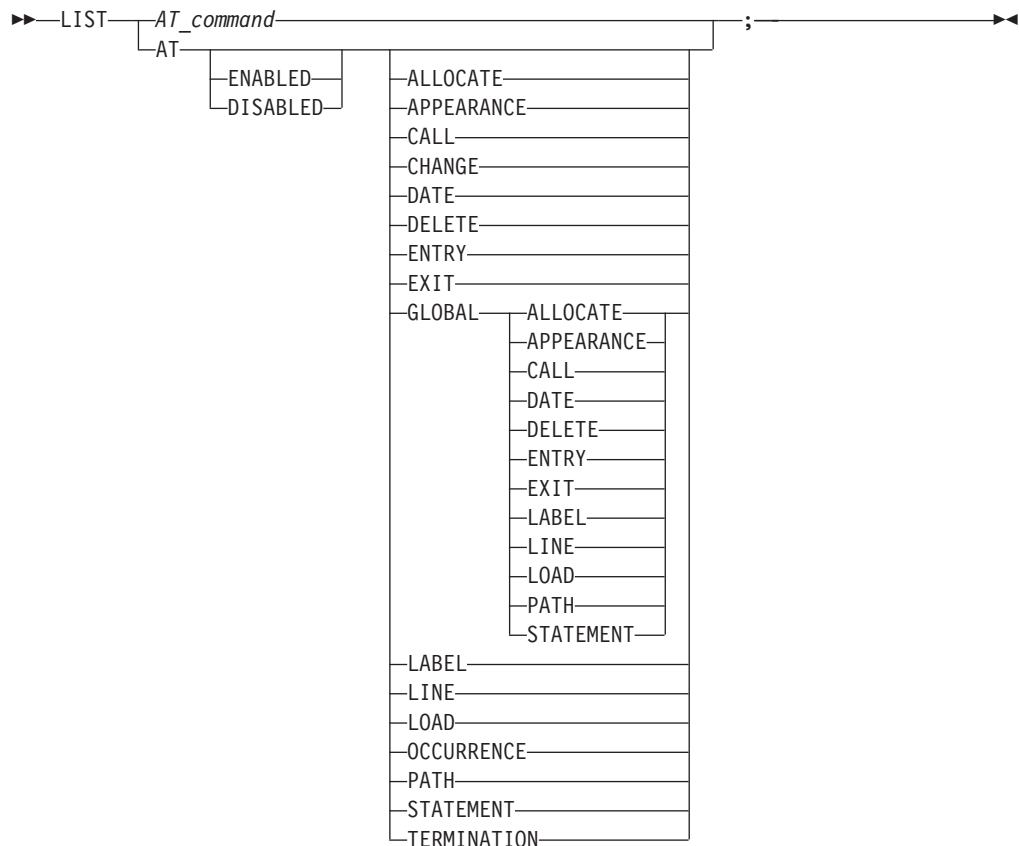 LIST AT_command ;
AT
ENABLED ALLOCATE
DISABLED APPEARANCE
CALL
CHANGE
DATE
DELETE
ENTRY
EXIT
GLOBAL ALLOCATE
APPEARANCE
CALL
DATE
DELETE
ENTRY
EXIT
LABEL
LINE
LOAD
PATH
STATEMENT
LABEL
LINE
LOAD
OCCURRENCE
PATH
STATEMENT
TERMINATION